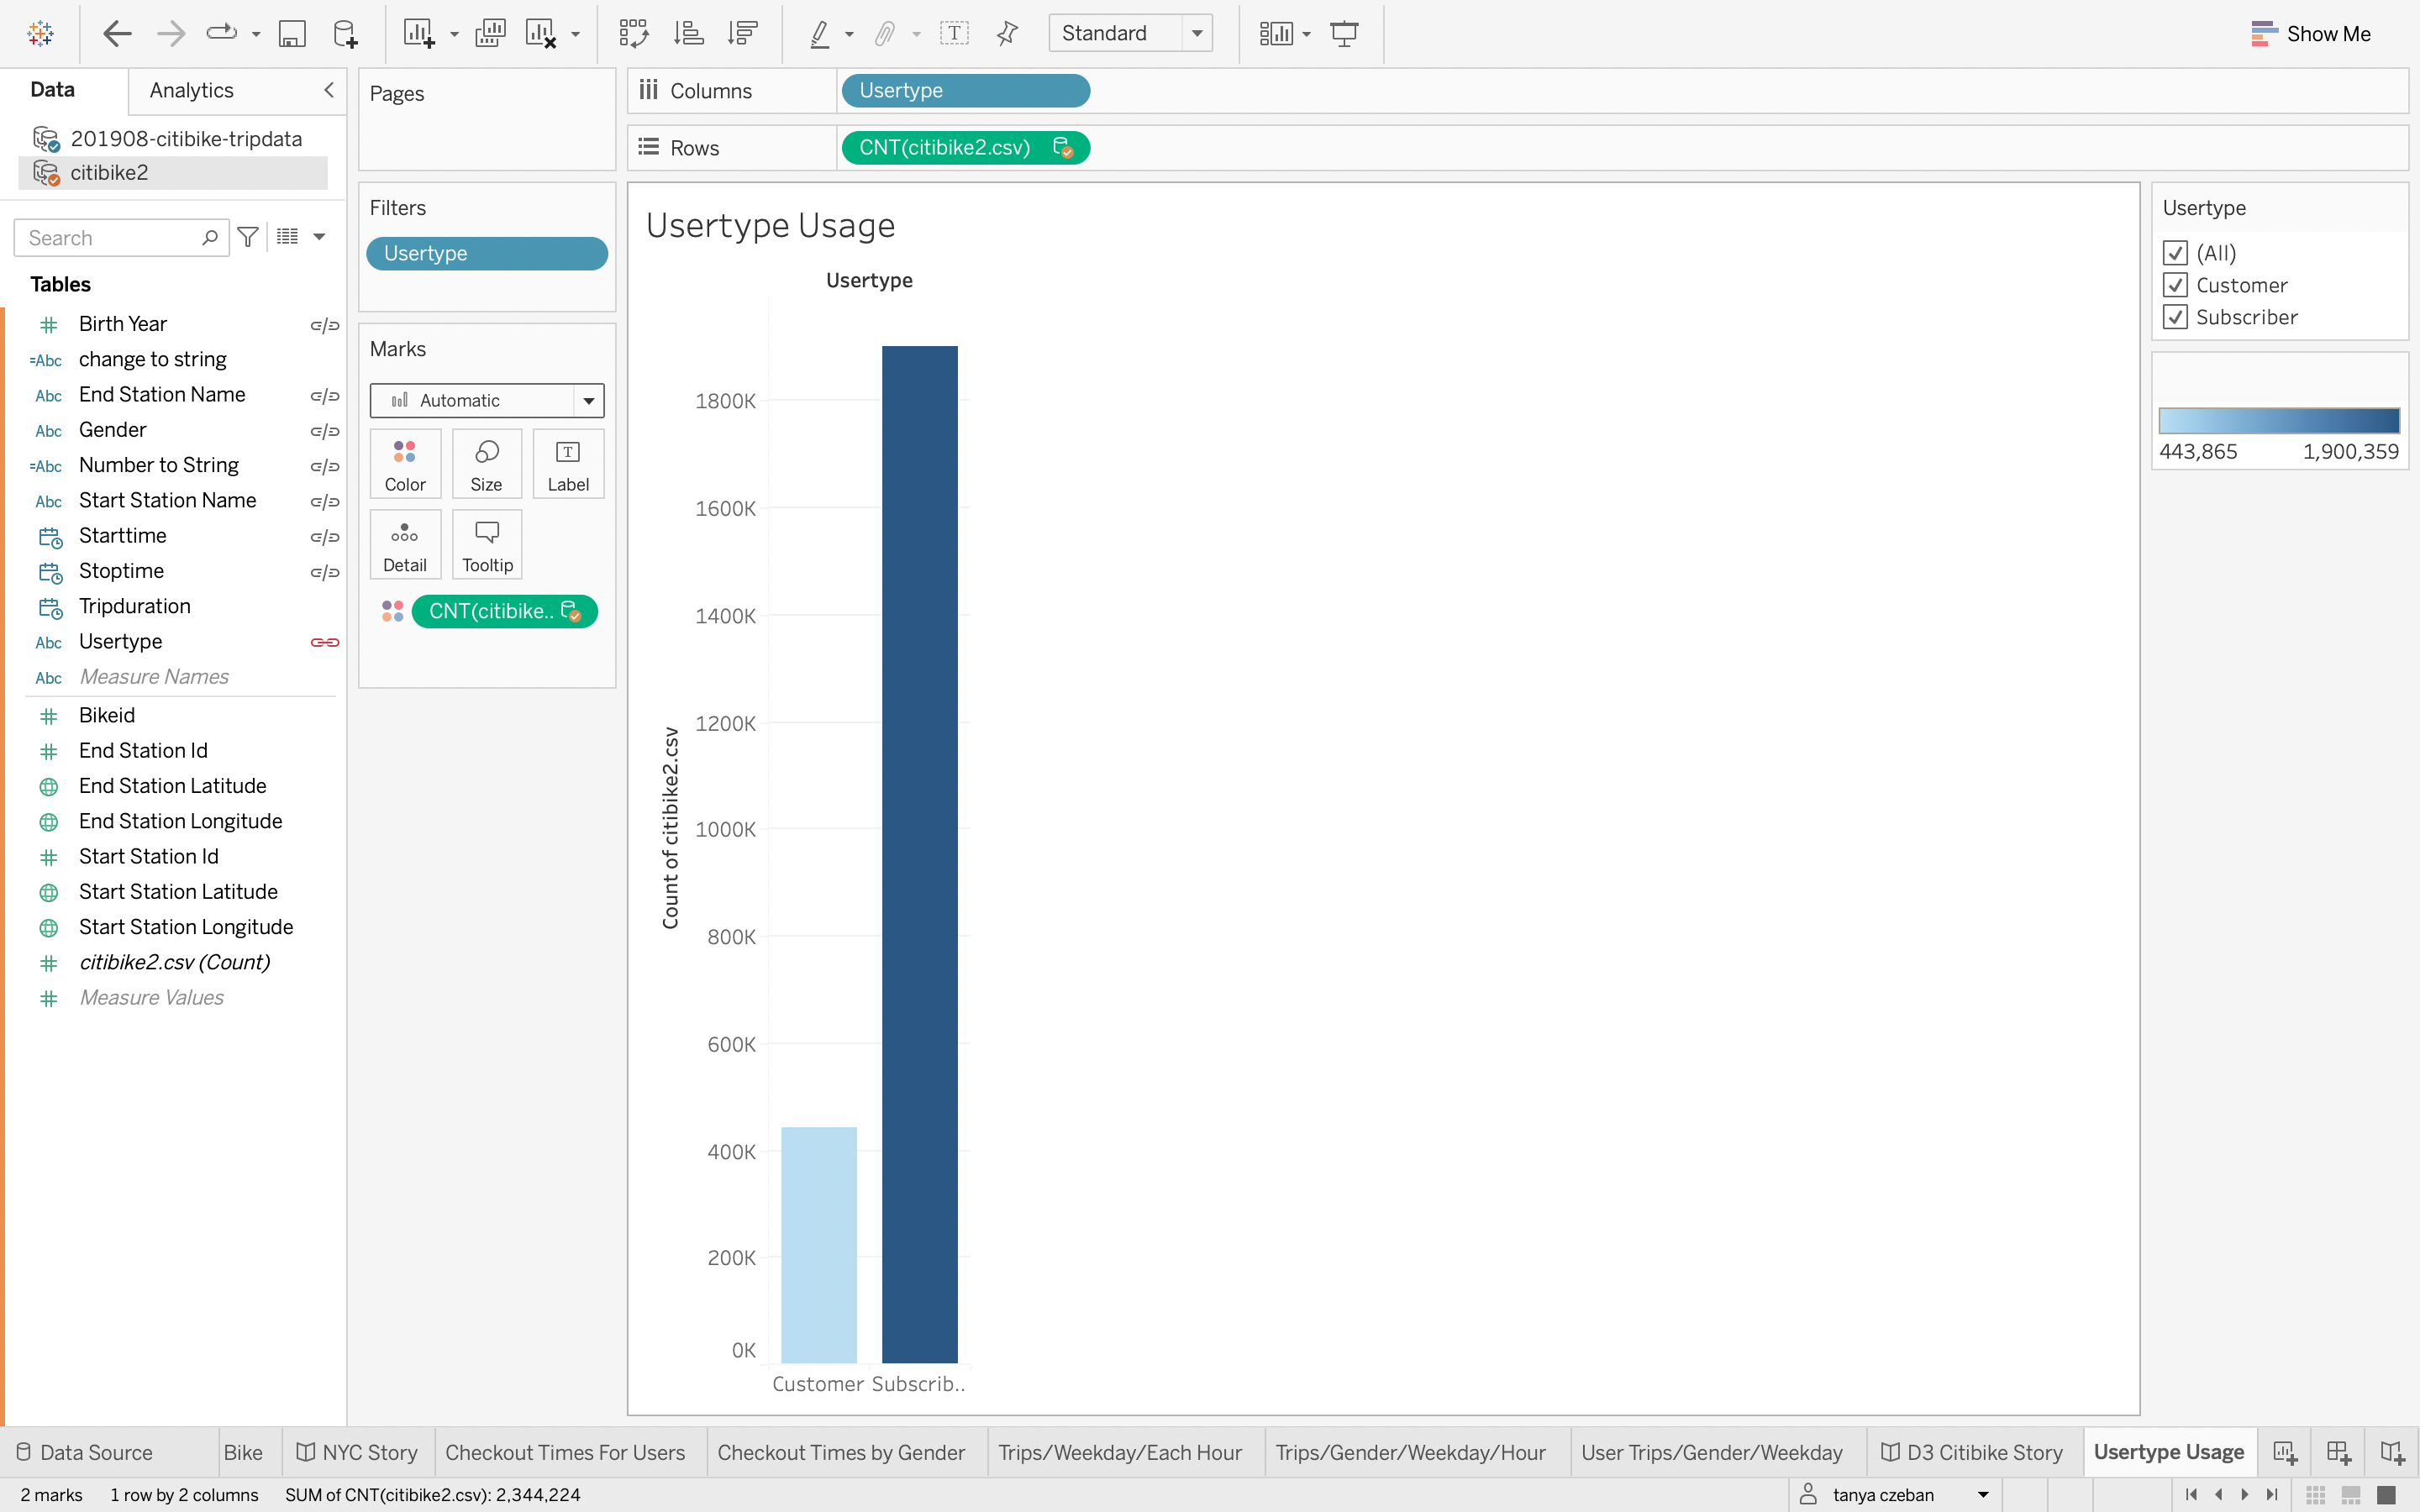 Standard
Show Me
Data
Analytics
201908-citibike-tripdata
citibike2
Search
Tables
# Birth Year
=Abc change to string
Abc End Station Name
Abc Gender
=Abc Number to String
Abc Start Station Name
Starttime
Stoptime
Tripduration
Abc Usertype
Abc Measure Names
# Bikeid
# End Station Id
End Station Latitude
End Station Longitude
# Start Station Id
Start Station Latitude
Start Station Longitude
# citibike2.csv (Count)
# Measure Values
Pages
Filters
Usertype
Marks
Automatic
Color
Size
Label
Detail
Tooltip
CNT(citibike..
Columns
Usertype
Rows
CNT(citibike2.csv)
Usertype Usage
Usertype
Count of citibike2.csv
1800K
1600K
1400K
1200K
1000K
800K
600K
400K
200K
0K
Customer
Subscrib..
Usertype
(All)
Customer
Subscriber
443,865
1,900,359
Data Source
Bike
NYC Story
Checkout Times For Users
Checkout Times by Gender
Trips/Weekday/Each Hour
Trips/Gender/Weekday/Hour
User Trips/Gender/Weekday
D3 Citibike Story
Usertype Usage
2 marks
1 row by 2 columns
SUM of CNT(citibike2.csv): 2,344,224
tanya czeban